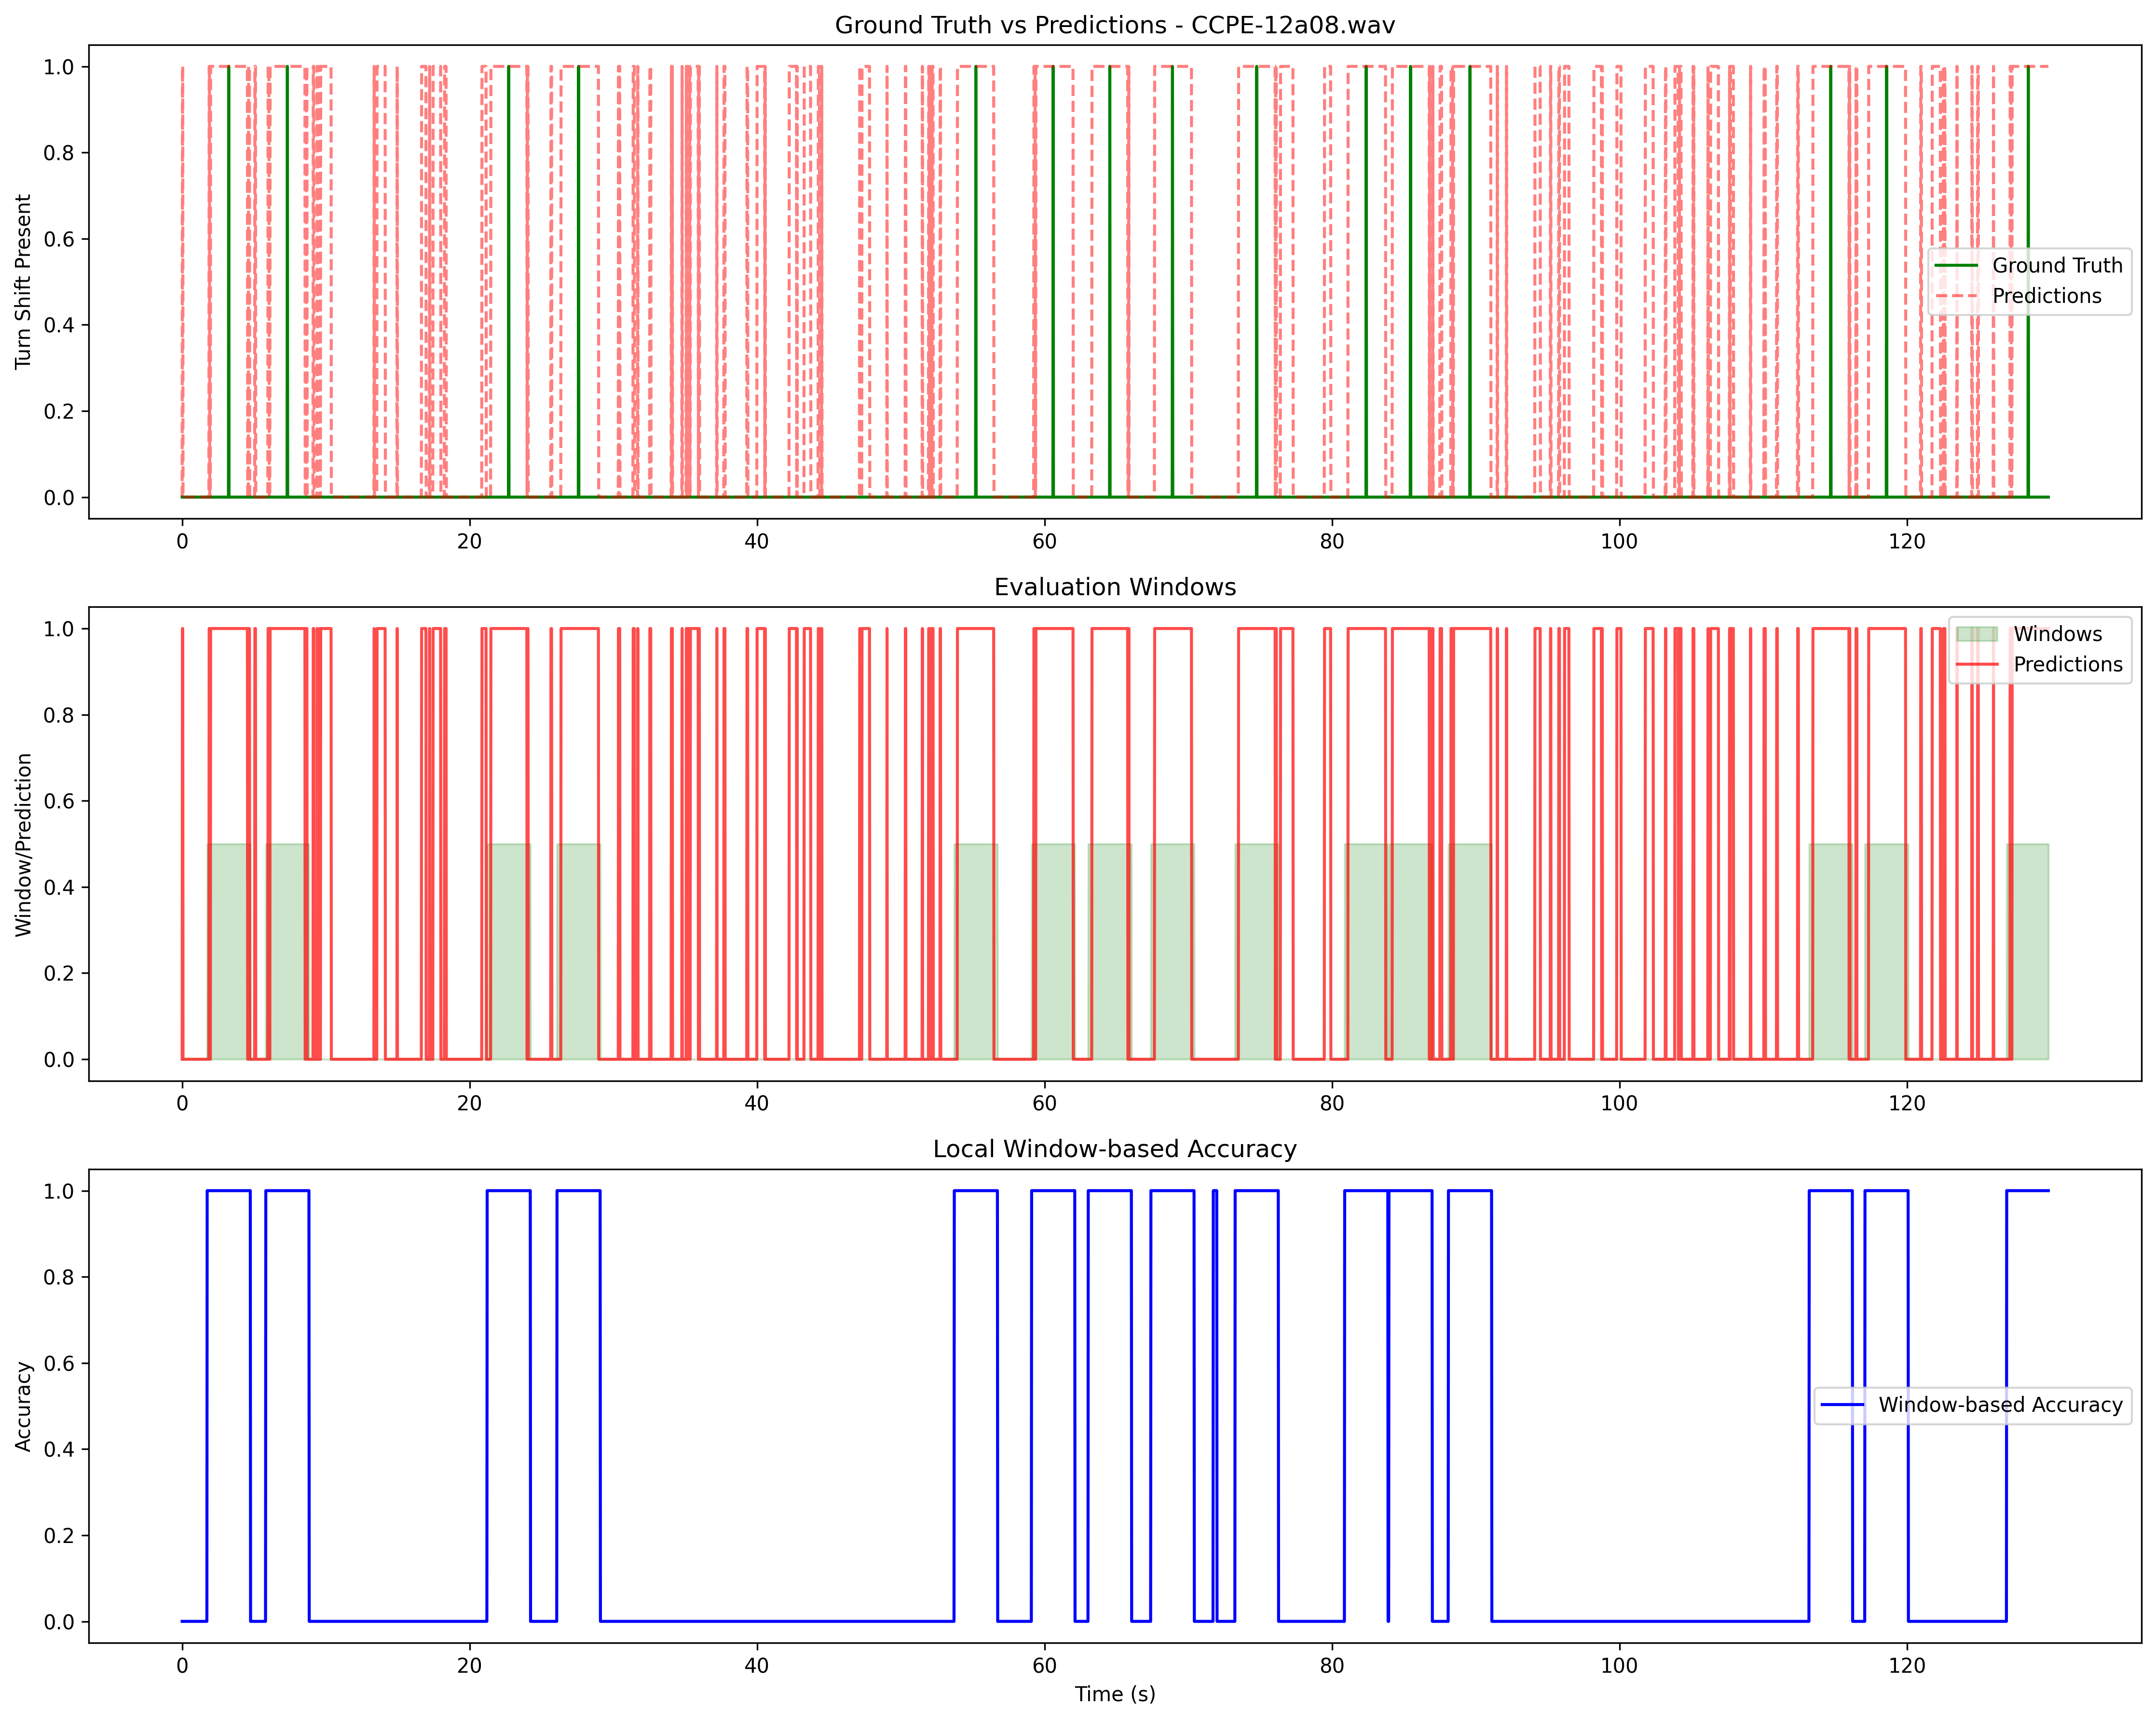 Ground Truth vs Predictions - CCPE-12a08.wav
1.0
0.8
0.6
0.4
0.2
0.0
Turn Shift Present
Ground Truth
Predictions
0 20 40 60 80 100 120
Evaluation Windows
1.0
0.8
0.6
0.4
0.2
0.0
Window/Prediction
Windows
Predictions
0 20 40 60 80 100 120
Local Window-based Accuracy
1.0
0.8
0.6
0.4
0.2
0.0
Accuracy
Window-based Accuracy
0 20 40 60 80 100 120
Time (s)